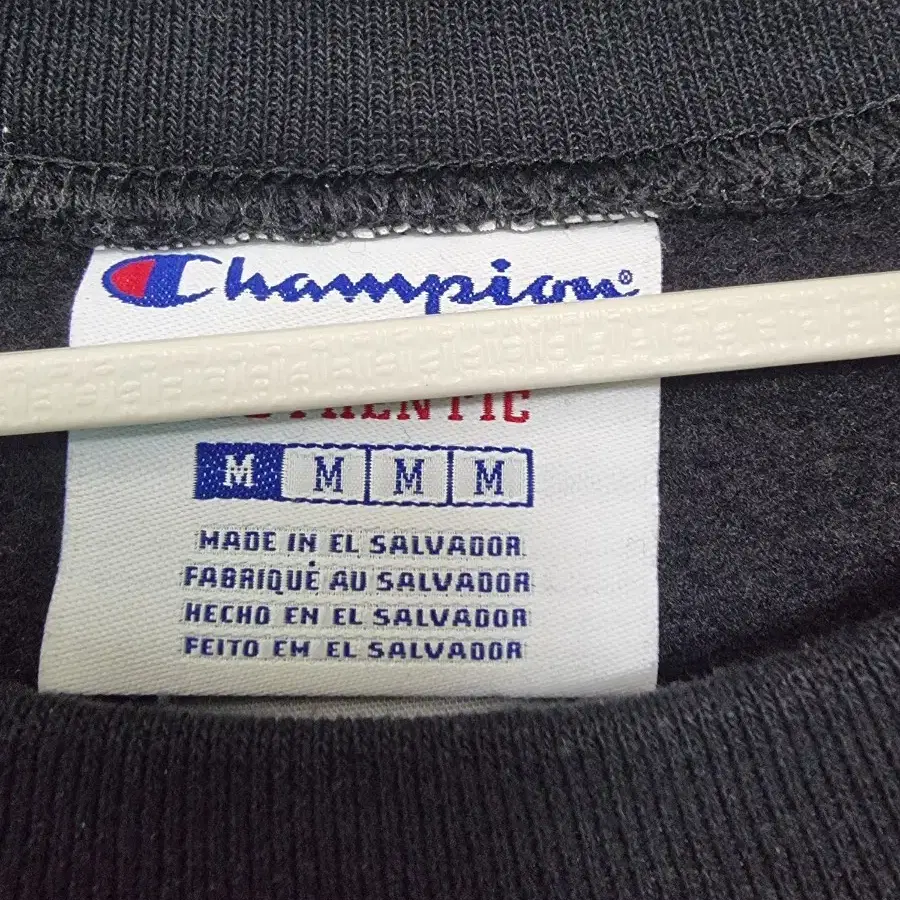 Champion®
M M M M
MADE IN EL SALVADOR
FABRIQUÉ AU SALVADOR
HECHO EN EL SALVADOR
FEITO EM EL SALVADOR